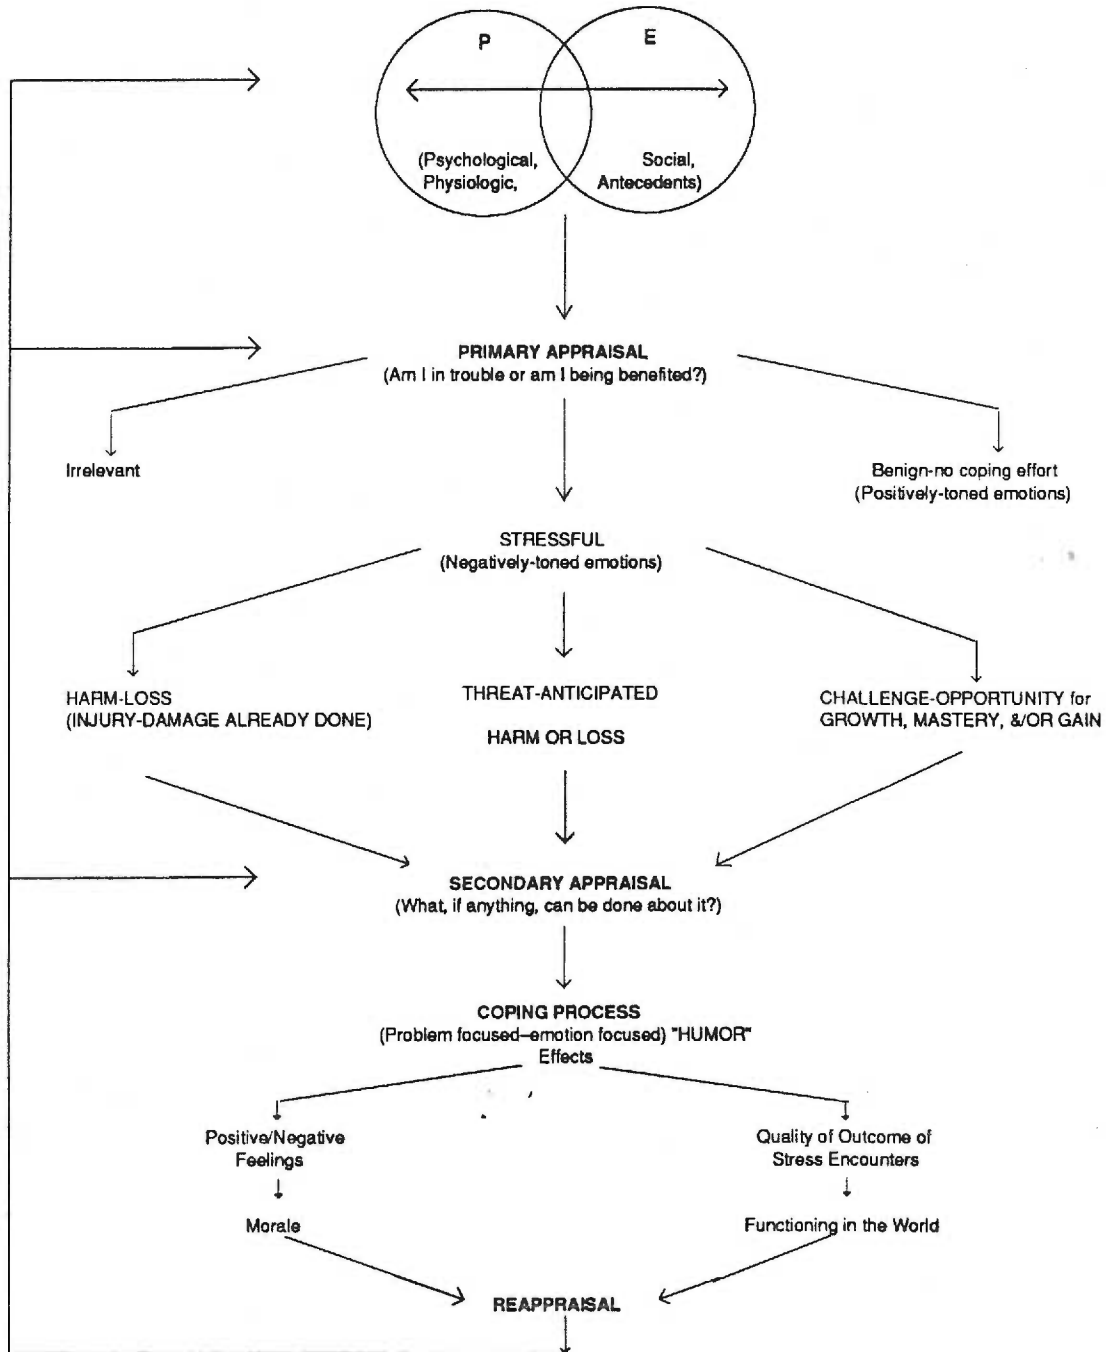 P
E
(Psychological,
Physiologic,
Social,
Antecedents)
PRIMARY APPRAISAL
(Am I in trouble or am I being benefited?)
Irrelevant
Benign-no coping effort
(Positively-toned emotions)
STRESSFUL
(Negatively-toned emotions)
HARM-LOSS
(INJURY-DAMAGE ALREADY DONE)
THREAT-ANTICIPATED
HARM OR LOSS
CHALLENGE-OPPORTUNITY for
GROWTH, MASTERY, &/OR GAIN
SECONDARY APPRAISAL
(What, if anything, can be done about it?)
COPING PROCESS
(Problem focused–emotion focused) "HUMOR"
Effects
Positive/Negative
Feelings
Quality of Outcome of
Stress Encounters
Morale
Functioning in the World
REAPPRAISAL